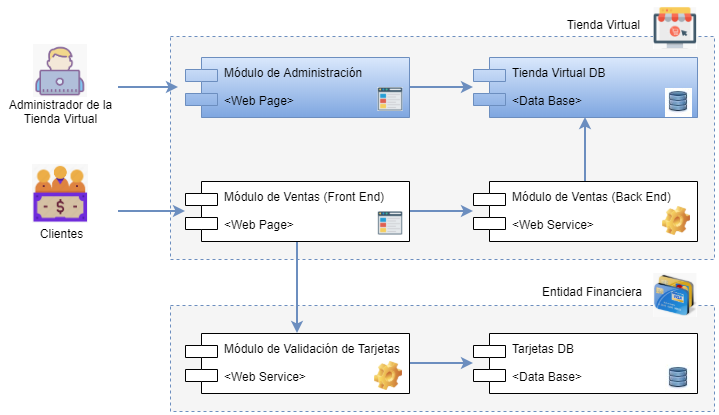 Tienda Virtual
Administrador de la
Tienda Virtual
Módulo de Administración
<Web Page>
Tienda Virtual DB
<Data Base>
$
Clientes
Módulo de Ventas (Front End)
<Web Page>
Módulo de Ventas (Back End)
<Web Service>
Entidad Financiera
VISA
Módulo de Validación de Tarjetas
<Web Service>
Tarjetas DB
<Data Base>